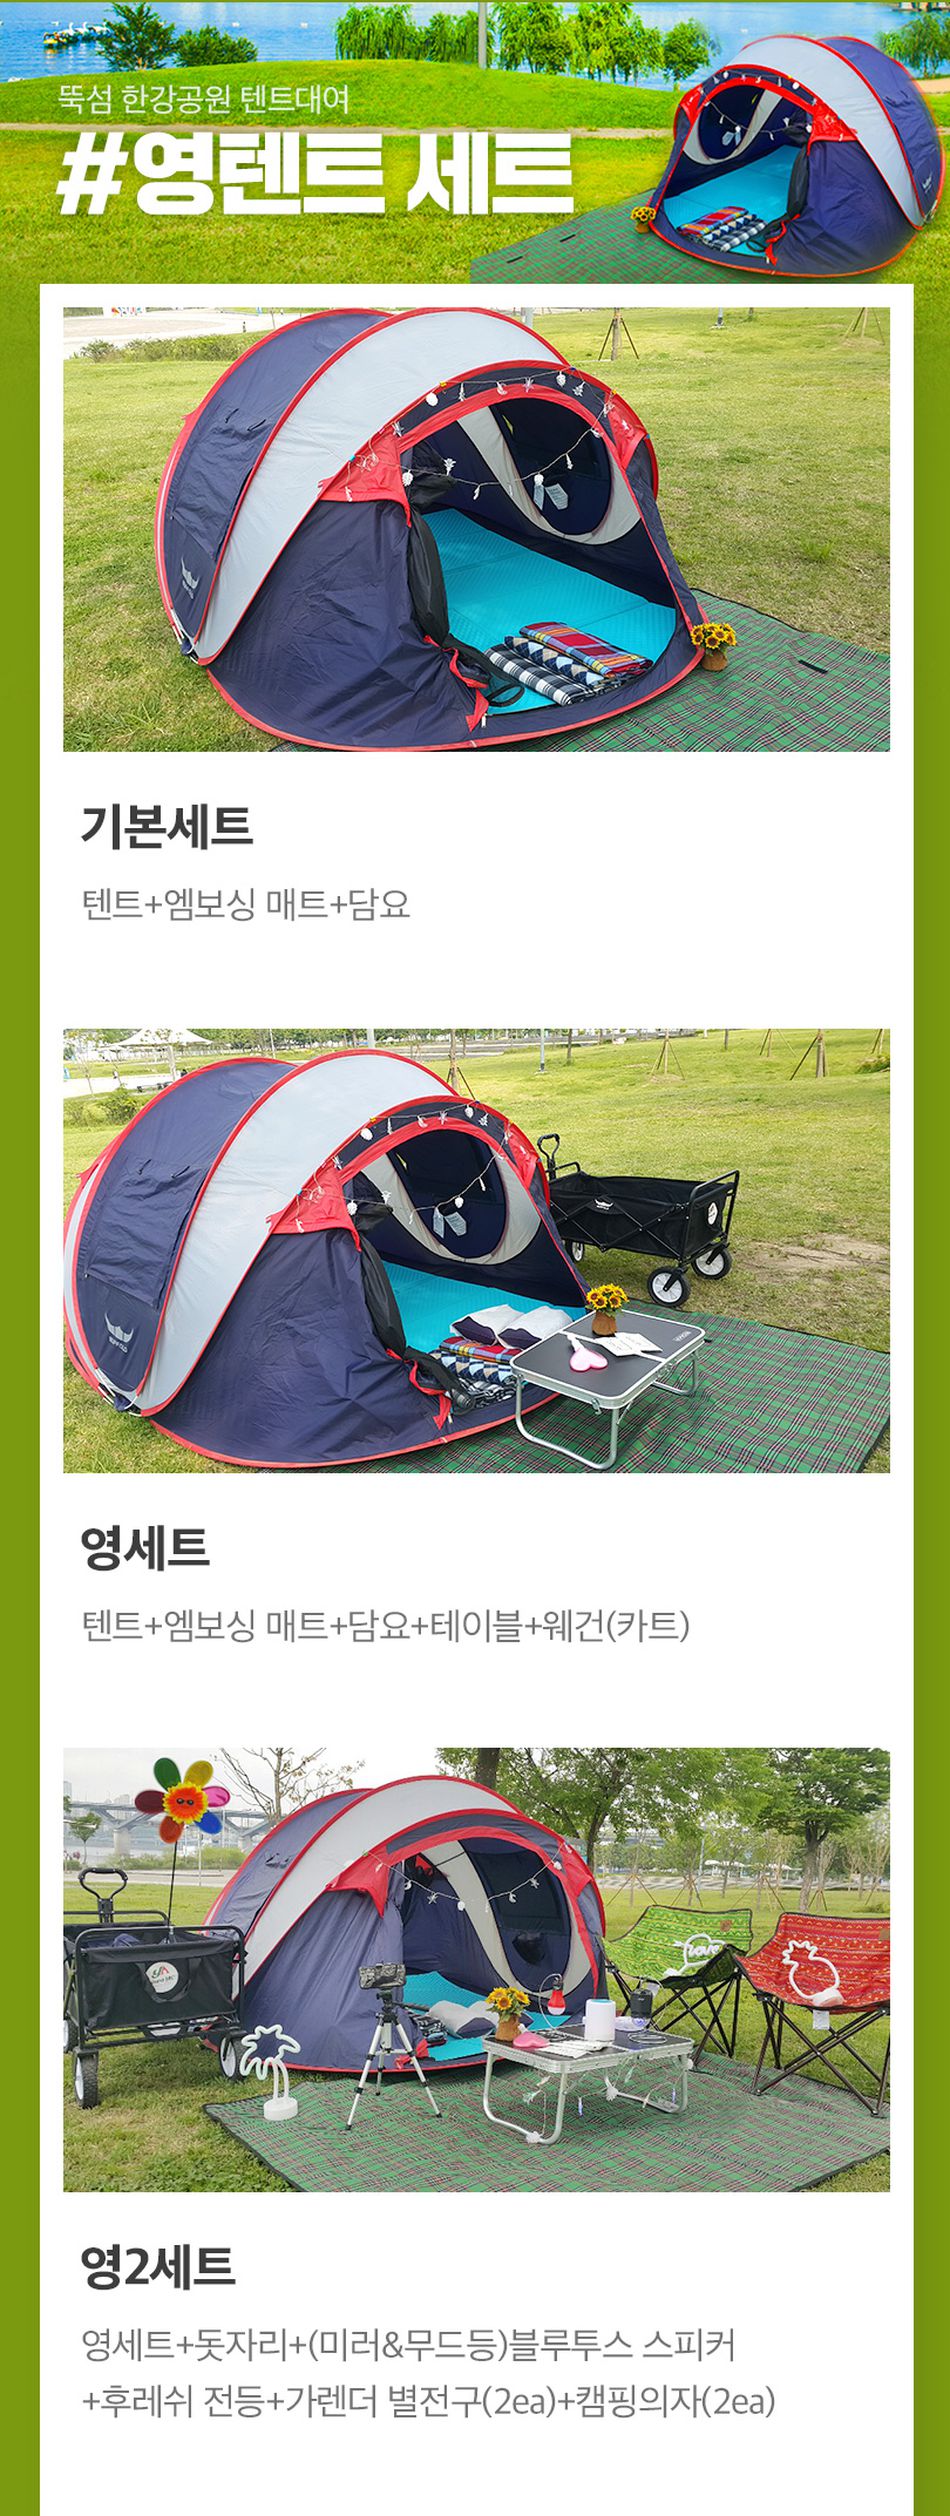 뚝섬 한강공원 텐트대여
#영텐트 세트
기본세트
텐트+엠보싱 매트+담요
영세트
텐트+엠보싱 매트+담요+테이블+웨건(카트)
영2세트
영세트+돗자리+(미러&무드등)블루투스 스피커
+후레쉬 전등+가렌더 별전구(2ea)+캠핑의자(2ea)